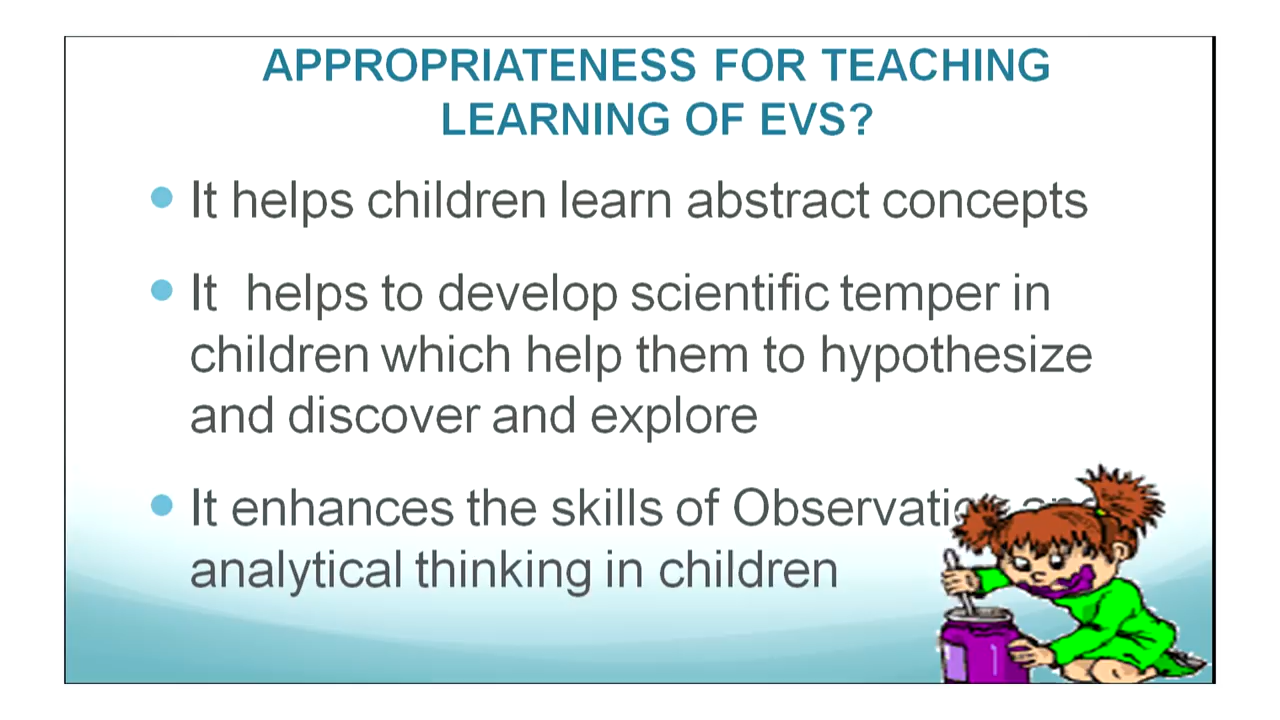 APPROPRIATENESS FOR TEACHING
LEARNING OF EVS?
It helps children learn abstract concepts
It helps to develop scientific temper in
children which help them to hypothesize
and discover and explore
It enhances the skills of
analytical thinking in children